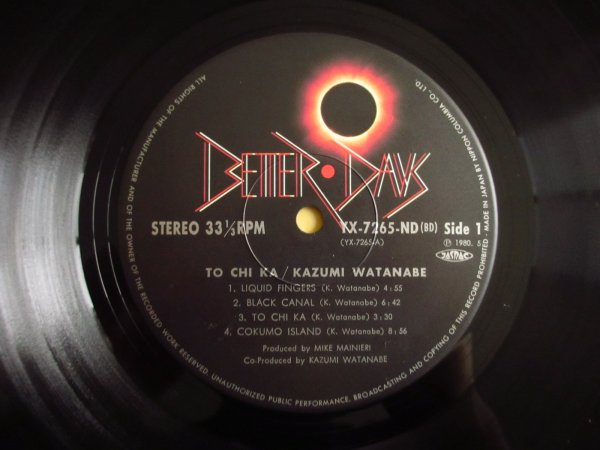 BETTER·DAYS
STEREO 33⅓RPM
YX-7265-ND(BD) Side 1
(YX-7265-A)
Ⓟ 1980. 6
JASRAC
TO CHI KA / KAZUMI WATANABE
1. LIQUID FINGERS (K. Watanabe) 4:55
2. BLACK CANAL (K. Watanabe) 6:42
3. TO CHI KA (K. Watanabe) 3:30
4. COKUMO ISLAND (K. Watanabe) 8:56
Produced by MIKE MAINIERI
Co-Produced by KAZUMI WATANABE
ALL RIGHTS OF THE MANUFACTURER AND OF THE OWNER OF THE RECORDED WORK RESERVED. UNAUTHORIZED PUBLIC PERFORMANCE, BROADCASTING AND COPYING OF THIS RECORD PROHIBITED · MADE IN JAPAN BY NIPPON COLUMBIA CO., LTD.